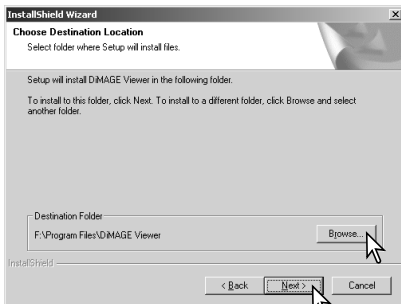 InstallShield Wizard
Choose Destination Location
Select folder where Setup will install files.
Setup will install DiMAGE Viewer in the following folder.
To install to this folder, click Next. To install to a different folder, click Browse and select
another folder.
Destination Folder
F:\Program Files\DiMAGE Viewer
Browse...
InstallShield
< Back
Next >
Cancel